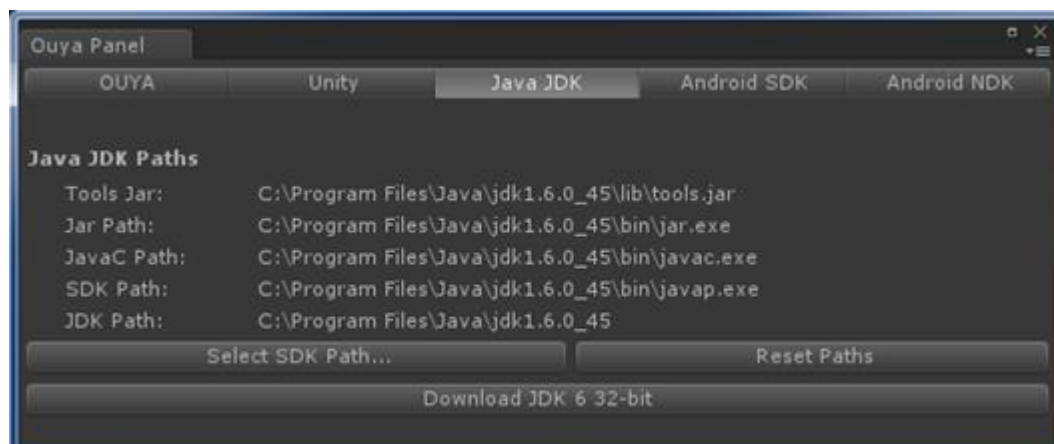 Ouya Panel
OUYA Unity Java JDK Android SDK Android NDK
Java JDK Paths
Tools Jar: C:\Program Files\Java\jdk1.6.0_45\lib\tools.jar
Jar Path: C:\Program Files\Java\jdk1.6.0_45\bin\jar.exe
JavaC Path: C:\Program Files\Java\jdk1.6.0_45\bin\javac.exe
SDK Path: C:\Program Files\Java\jdk1.6.0_45\bin\javap.exe
JDK Path: C:\Program Files\Java\jdk1.6.0_45
Select SDK Path... Reset Paths
Download JDK 6 32-bit